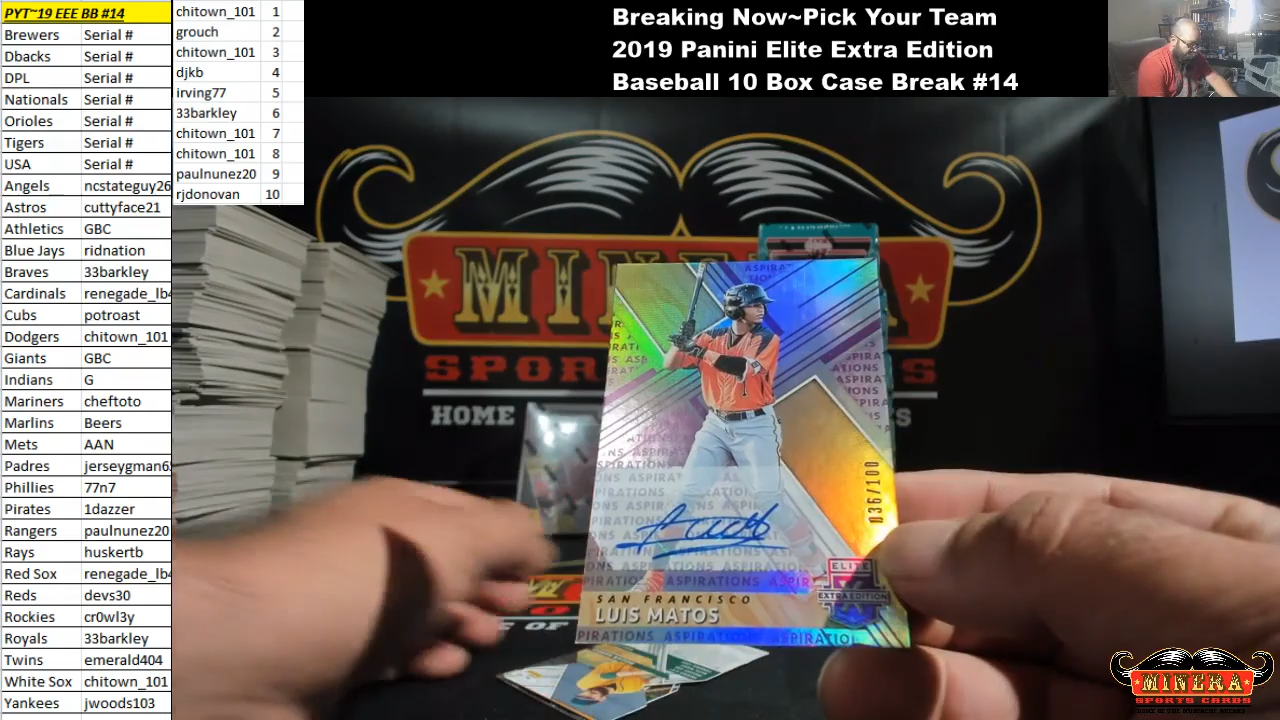 PYT~19 EEE BB #14
Brewers Serial #
Dbacks Serial #
DPL Serial #
Nationals Serial #
Orioles Serial #
Tigers Serial #
USA Serial #
Angels ncstateguy26
Astros cuttyface21
Athletics GBC
Blue Jays ridnation
Braves 33barkley
Cardinals renegade_lb4
Cubs potroast
Dodgers chitown_101
Giants GBC
Indians G
Mariners cheftoto
Marlins Beers
Mets AAN
Padres jerseygman6
Phillies 77n7
Pirates 1dazzer
Rangers paulnunez20
Rays huskertb
Red Sox renegade_lb4
Reds devs30
Rockies cr0wl3y
Royals 33barkley
Twins emerald404
White Sox chitown_101
Yankees jwoods103
chitown_101 1
grouch 2
chitown_101 3
djkb 4
irving77 5
33barkley 6
chitown_101 7
chitown_101 8
paulnunez20 9
rjdonovan 10
Breaking Now~Pick Your Team
2019 Panini Elite Extra Edition
Baseball 10 Box Case Break #14
HOME
036/100
ELITE
EXTRA EDITION
SAN FRANCISCO
LUIS MATOS
ASPIRATIONS ASPIRATIONS
MINERA
SPORTS CARDS